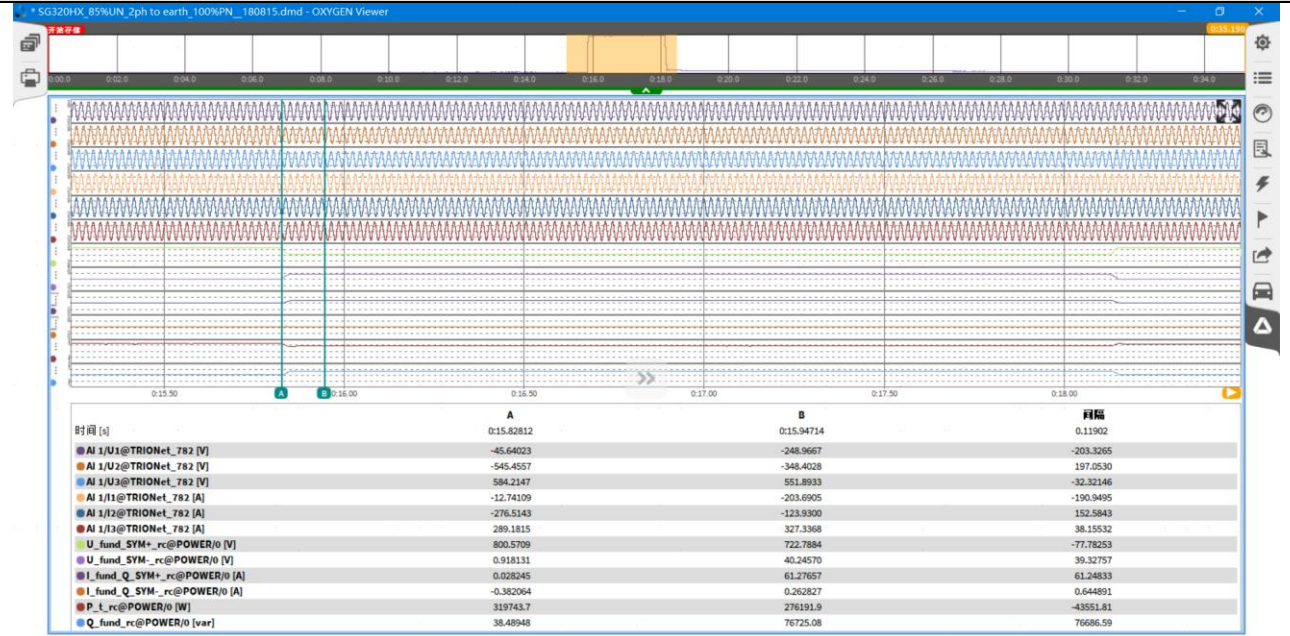 * SG320HX_85%UN_2ph to earth_100%PN__180815.dmd - OXYGEN Viewer
0:35.190
0:00.0 0:02.0 0:04.0 0:06.0 0:08.0 0:10.0 0:12.0 0:14.0 0:16.0 0:18.0 0:20.0 0:22.0 0:24.0 0:26.0 0:28.0 0:30.0 0:32.0 0:34.0
0:15.50 A B 0:16.00 0:16.50 0:17.00 0:17.50 0:18.00
A B 间隔
时间 [s] 0:15.82812 0:15.94714 0.11902
AI 1/U1@TRIONet_782 [V] -45.64023 -248.9667 -203.3265
AI 1/U2@TRIONet_782 [V] -545.4557 -348.4028 197.0530
AI 1/U3@TRIONet_782 [V] 584.2147 551.8933 -32.32146
AI 1/I1@TRIONet_782 [A] -12.74109 -203.6905 -190.9495
AI 1/I2@TRIONet_782 [A] -276.5143 -123.9300 152.5843
AI 1/I3@TRIONet_782 [A] 289.1815 327.3368 38.15532
U_fund_SYM+_rc@POWER/0 [V] 800.5709 722.7884 -77.78253
U_fund_SYM-_rc@POWER/0 [V] 0.918131 40.24570 39.32757
I_fund_Q_SYM+_rc@POWER/0 [A] 0.028245 61.27657 61.24833
I_fund_Q_SYM-_rc@POWER/0 [A] -0.382064 0.262827 0.644891
P_t_rc@POWER/0 [W] 319743.7 276191.9 -43551.81
Q_fund_rc@POWER/0 [var] 38.48948 76725.08 76686.59